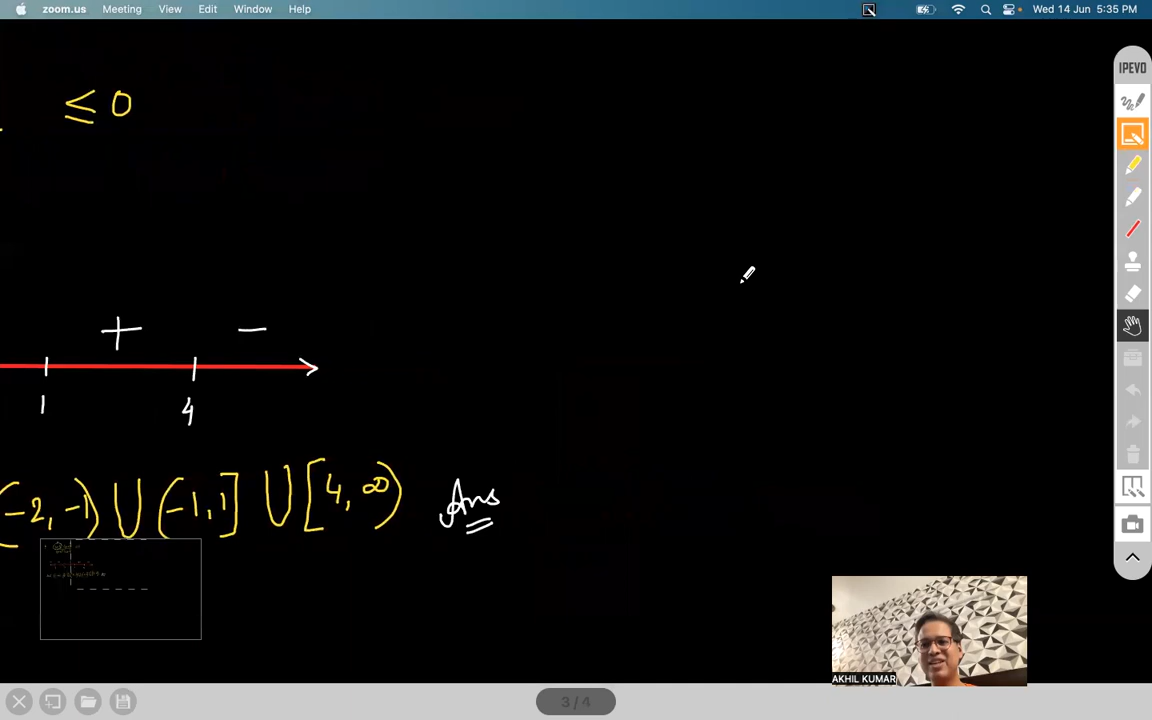 zoom.us Meeting View Edit Window Help Wed 14 Jun 5:35 PM
IPEVO
≤ 0
+ −
1 4
(-2, -1) ∪ (-1, 1] ∪ [4, ∞) Ans
AKHIL KUMAR
3 / 4